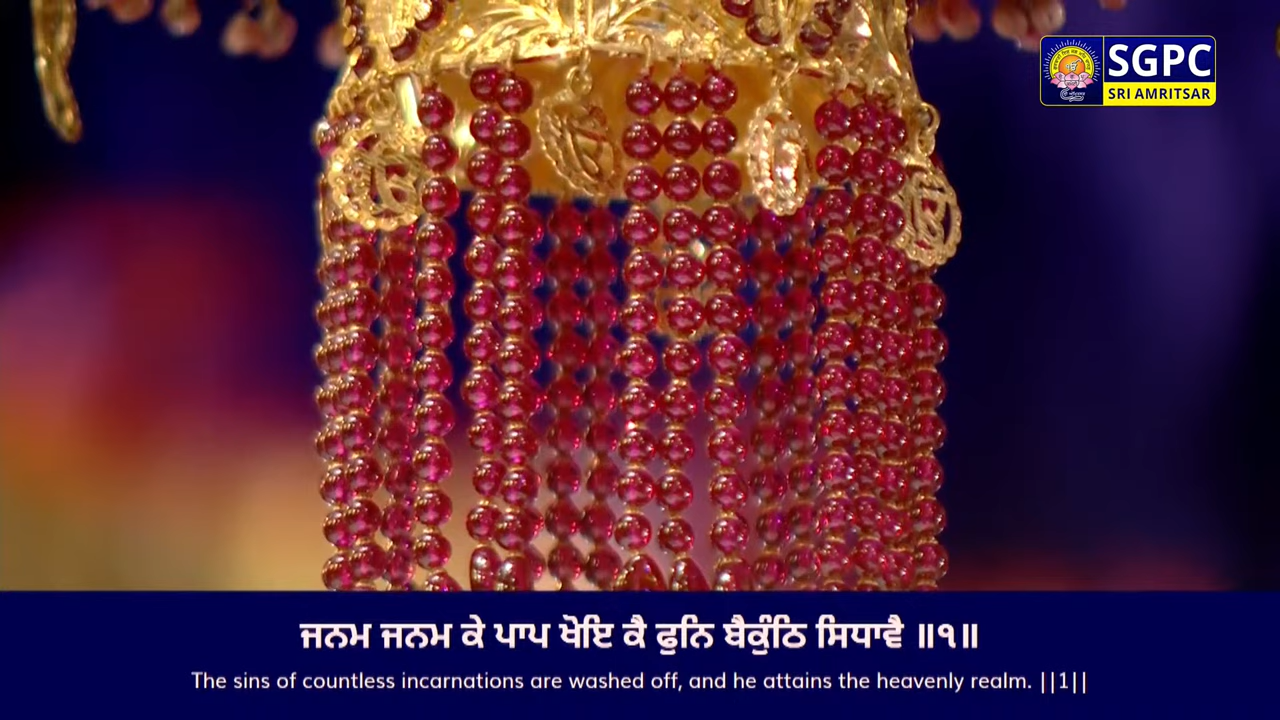 SGPC
SRI AMRITSAR
ਜਨਮ ਜਨਮ ਕੇ ਪਾਪ ਖੋਇ ਕੈ ਫੁਨਿ ਬੈਕੁੰਠਿ ਸਿਧਾਵੈ ॥੧॥
The sins of countless incarnations are washed off, and he attains the heavenly realm. ||1||